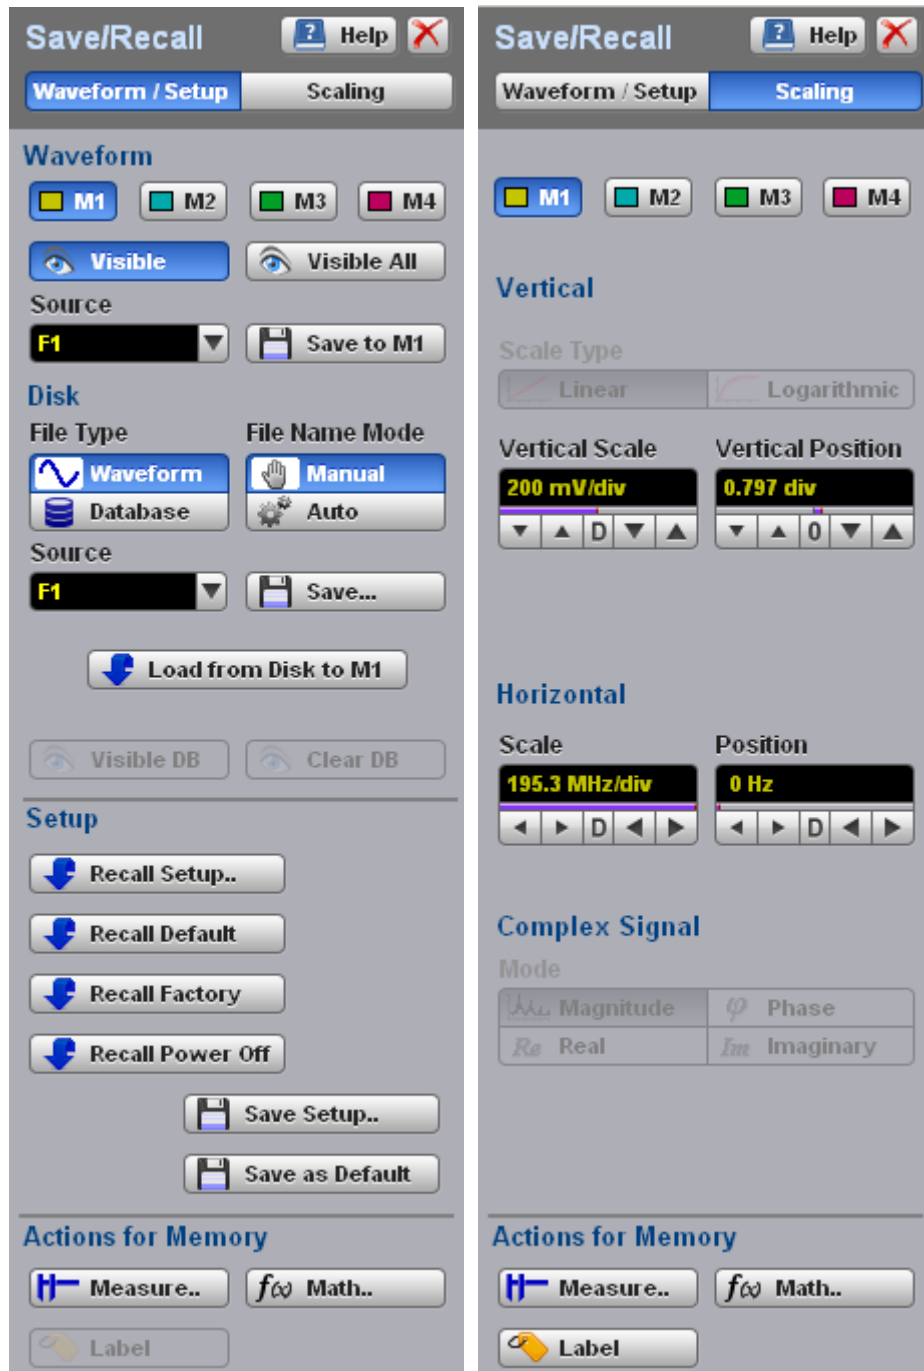 Save/Recall
Help
Waveform / Setup
Scaling
Waveform
M1
M2
M3
M4
Visible
Visible All
Source
F1
Save to M1
Disk
File Type
File Name Mode
Waveform
Manual
Database
Auto
Source
F1
Save...
Load from Disk to M1
Visible DB
Clear DB
Setup
Recall Setup..
Recall Default
Recall Factory
Recall Power Off
Save Setup..
Save as Default
Actions for Memory
Measure..
f(x) Math..
Label
Save/Recall
Help
Waveform / Setup
Scaling
M1
M2
M3
M4
Vertical
Scale Type
Linear
Logarithmic
Vertical Scale
Vertical Position
200 mV/div
0.797 div
D
0
Horizontal
Scale
Position
195.3 MHz/div
0 Hz
D
D
Complex Signal
Mode
Magnitude
φ Phase
Re Real
Im Imaginary
Actions for Memory
Measure..
f(x) Math..
Label